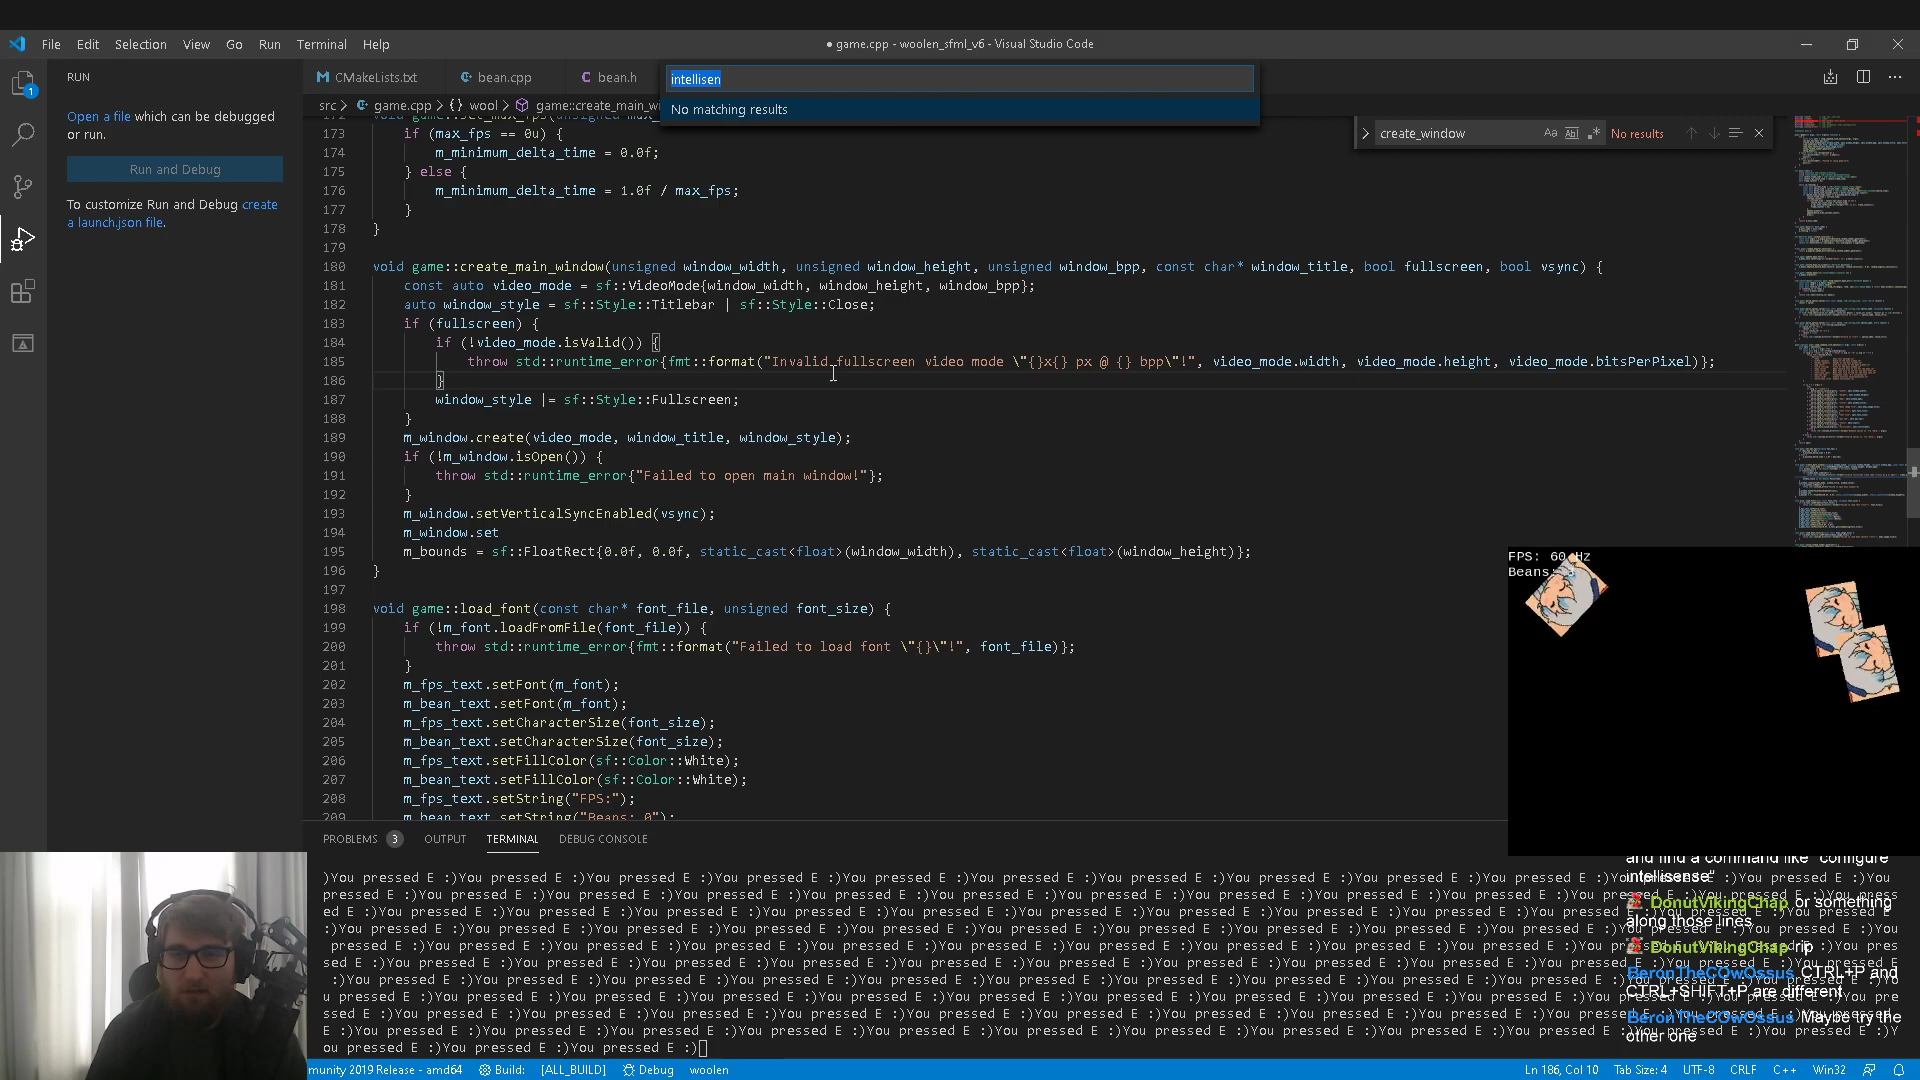 File Edit Selection View Go Run Terminal Help
● game.cpp - woolen_sfml_v6 - Visual Studio Code
RUN
CMakeLists.txt bean.cpp C bean.h
intellisen
No matching results
Open a file which can be debugged
or run.
Run and Debug
To customize Run and Debug create
a launch.json file.
1
src > game.cpp > {} wool > game::create_main_wi
create_window Aa Abl .* No results
173 if (max_fps == 0u) {
174 m_minimum_delta_time = 0.0f;
175 } else {
176 m_minimum_delta_time = 1.0f / max_fps;
177 }
178 }
179
180 void game::create_main_window(unsigned window_width, unsigned window_height, unsigned window_bpp, const char* window_title, bool fullscreen, bool vsync) {
181 const auto video_mode = sf::VideoMode{window_width, window_height, window_bpp};
182 auto window_style = sf::Style::Titlebar | sf::Style::Close;
183 if (fullscreen) {
184 if (!video_mode.isValid()) {
185 throw std::runtime_error{fmt::format("Invalid fullscreen video mode \"{}x{} px @ {} bpp\"!", video_mode.width, video_mode.height, video_mode.bitsPerPixel)};
186 }
187 window_style |= sf::Style::Fullscreen;
188 }
189 m_window.create(video_mode, window_title, window_style);
190 if (!m_window.isOpen()) {
191 throw std::runtime_error{"Failed to open main window!"};
192 }
193 m_window.setVerticalSyncEnabled(vsync);
194 m_window.set
195 m_bounds = sf::FloatRect{0.0f, 0.0f, static_cast<float>(window_width), static_cast<float>(window_height)};
196 }
197
198 void game::load_font(const char* font_file, unsigned font_size) {
199 if (!m_font.loadFromFile(font_file)) {
200 throw std::runtime_error{fmt::format("Failed to load font \"{}\"!", font_file)};
201 }
202 m_fps_text.setFont(m_font);
203 m_bean_text.setFont(m_font);
204 m_fps_text.setCharacterSize(font_size);
205 m_bean_text.setCharacterSize(font_size);
206 m_fps_text.setFillColor(sf::Color::White);
207 m_bean_text.setFillColor(sf::Color::White);
208 m_fps_text.setString("FPS:");
209 m_bean_text.setString("Beans: 0");
FPS: 60 Hz
Beans:
PROBLEMS 3 OUTPUT TERMINAL DEBUG CONSOLE
)You pressed E :)You pressed E :)You pressed E :)You pressed E :)You pressed E :)You pressed E :)You pressed E :)You pressed E :)You
ou pressed E :)You pressed E :)You pressed E :)
and find a command like "configure
intellisense"
DonutVikingChap or something
along those lines
DonutVikingChap rip
BeronTheCOwOssus CTRL+P and
CTRL+SHIFT+P are different
BeronTheCOwOssus Maybe try the
other one
munity 2019 Release - amd64 Build: [ALL_BUILD] Debug woolen
Ln 186, Col 10 Tab Size: 4 UTF-8 CRLF C++ Win32